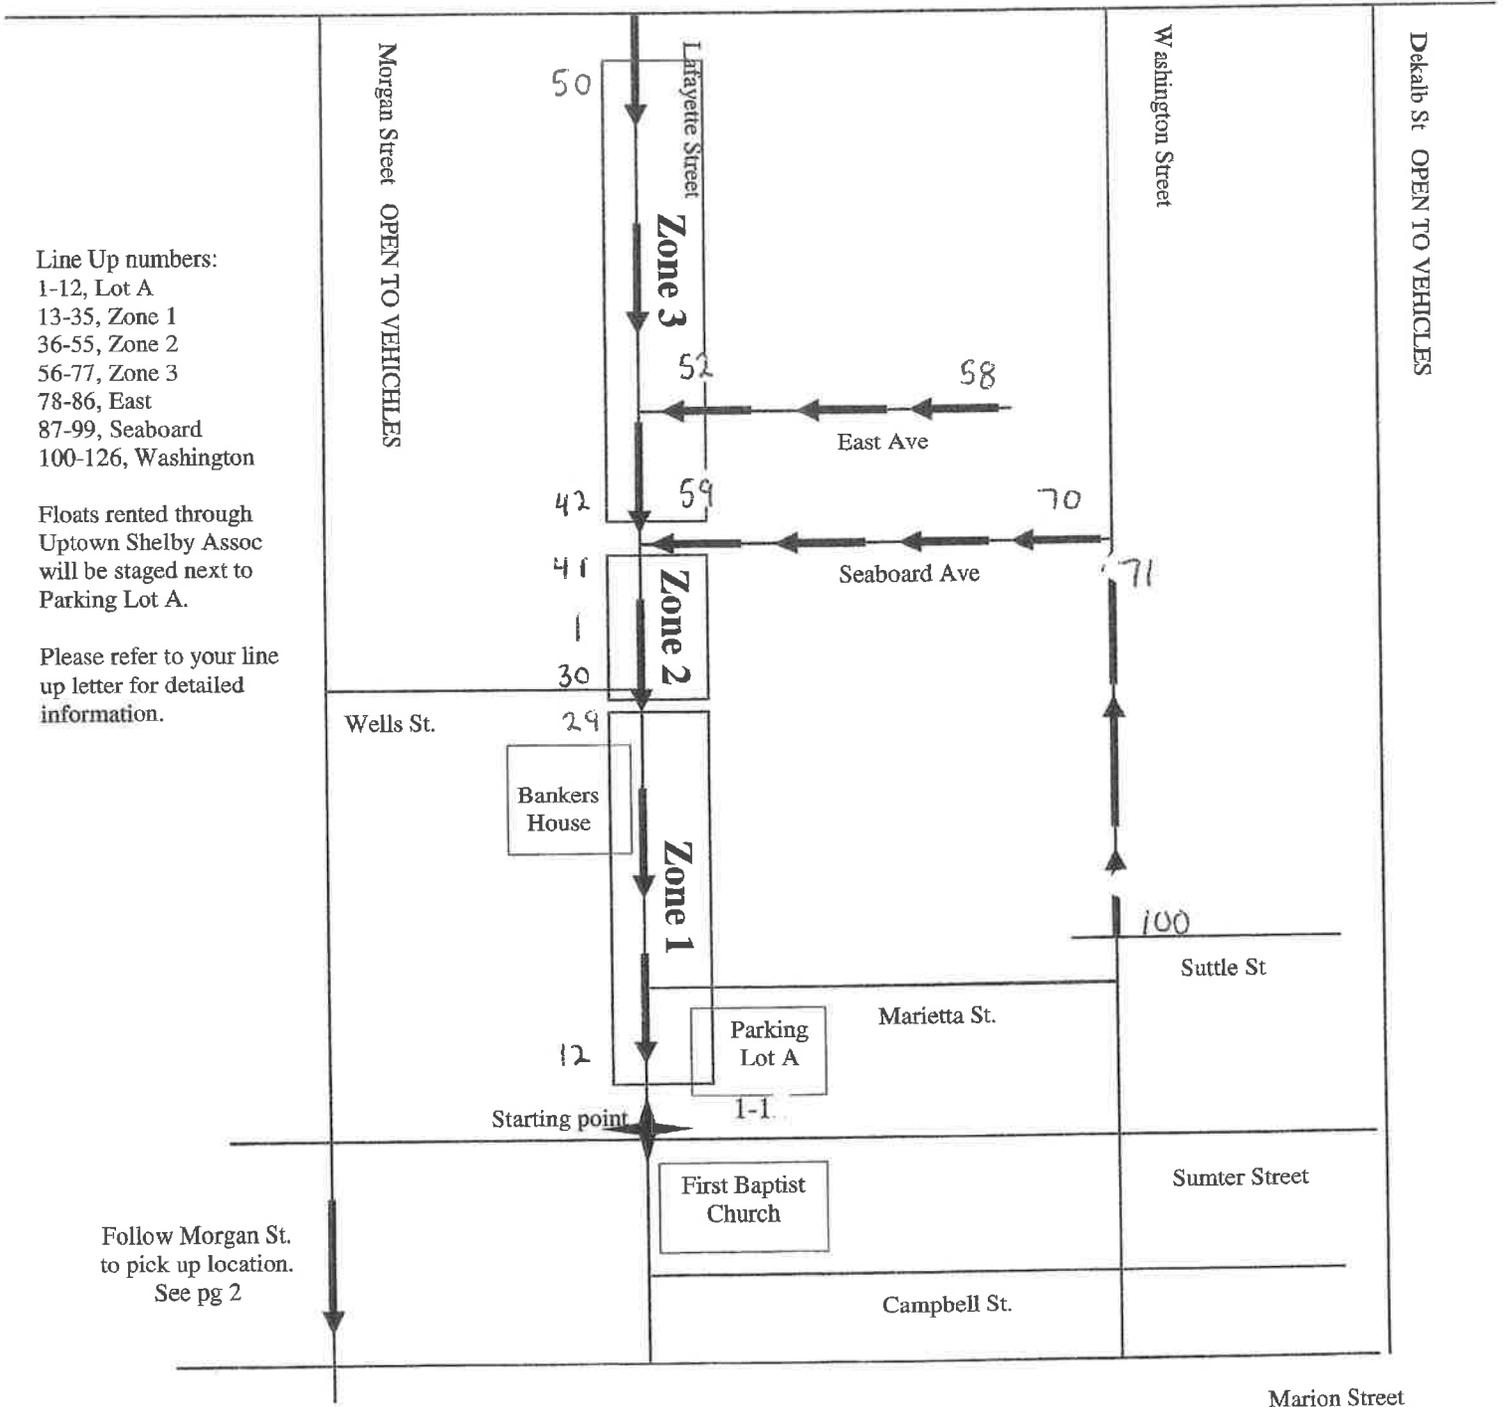 Morgan Street OPEN TO VEHICHLES
50
Lafayette Street
Washington Street
Dekalb St OPEN TO VEHICLES
Zone 3
Line Up numbers:
1-12, Lot A
13-35, Zone 1
36-55, Zone 2
56-77, Zone 3
78-86, East
87-99, Seaboard
100-126, Washington
Floats rented through
Uptown Shelby Assoc
will be staged next to
Parking Lot A.
Please refer to your line
up letter for detailed
information.
52
58
East Ave
42
59
70
Seaboard Ave
71
41
1
30
Zone 2
Wells St.
29
Bankers
House
Zone 1
100
Suttle St
Marietta St.
Parking
Lot A
12
1-1
Starting point
Sumter Street
First Baptist
Church
Follow Morgan St.
to pick up location.
See pg 2
Campbell St.
Marion Street